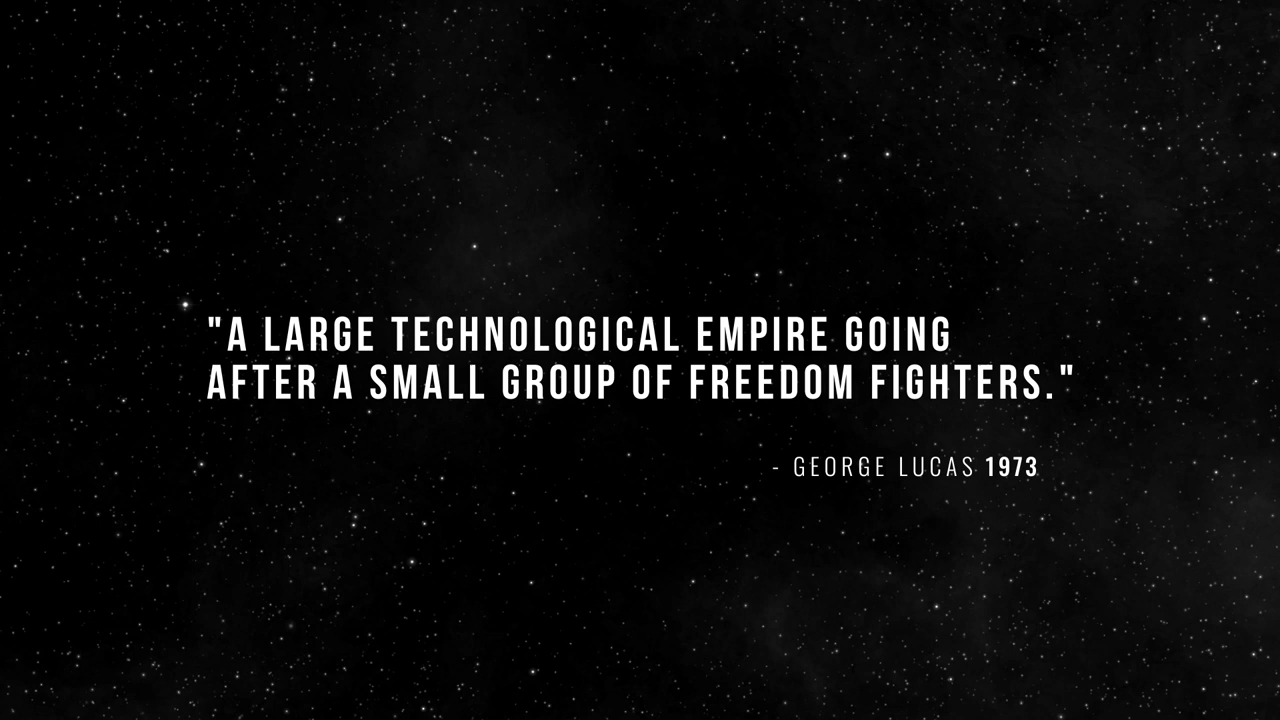 "A LARGE TECHNOLOGICAL EMPIRE GOING
AFTER A SMALL GROUP OF FREEDOM FIGHTERS."
- GEORGE LUCAS 1973